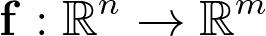 f : ℝⁿ → ℝᵐ